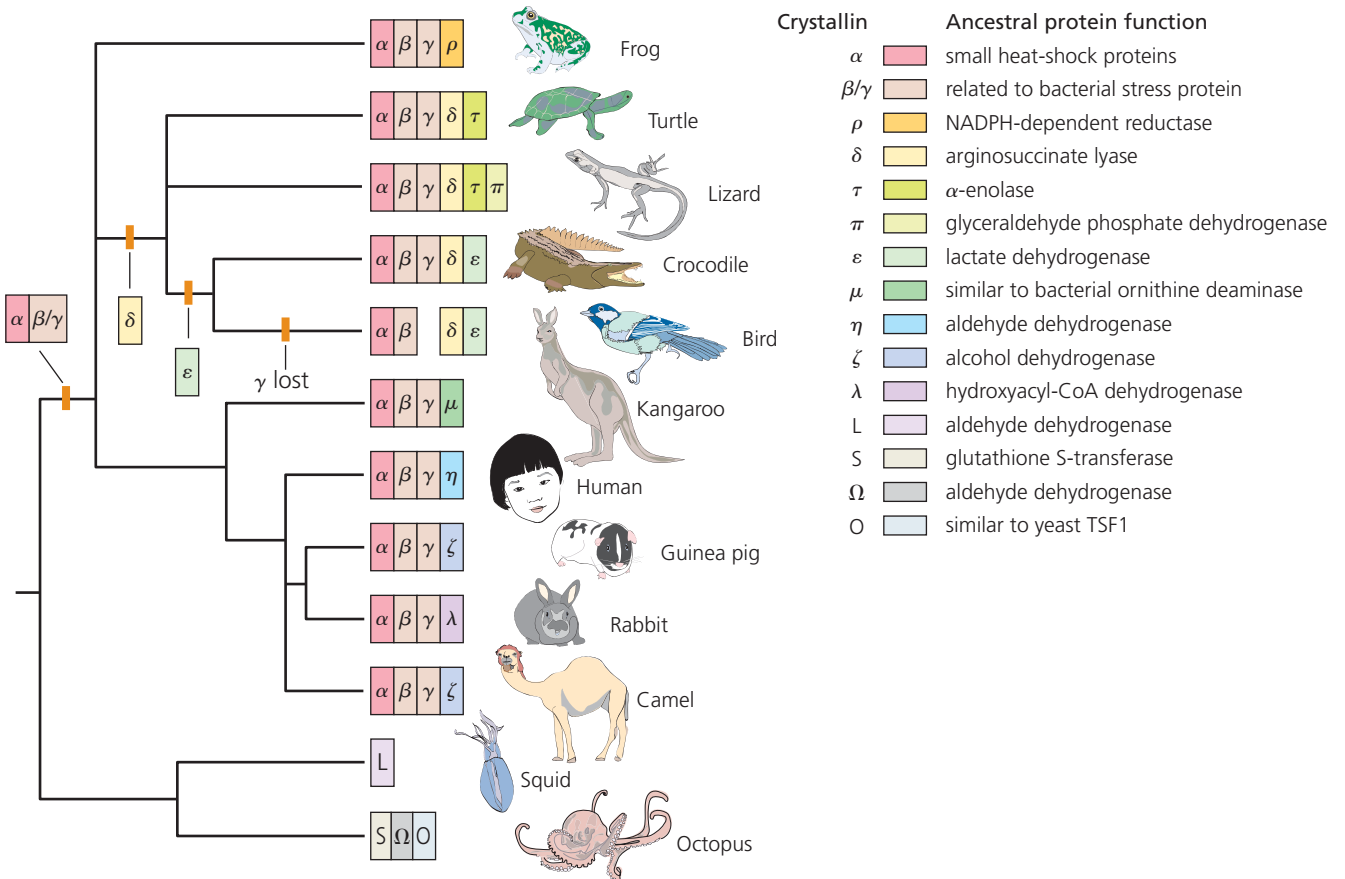 α β γ ρ
Frog
α β γ δ τ
Turtle
α β γ δ τ π
Lizard
α β γ δ ε
Crocodile
α β δ ε
Bird
α β/γ
δ
ε
γ lost
α β γ μ
Kangaroo
α β γ η
Human
α β γ ζ
Guinea pig
α β γ λ
Rabbit
α β γ ζ
Camel
L
Squid
S Ω O
Octopus
Crystallin Ancestral protein function
α small heat-shock proteins
β/γ related to bacterial stress protein
ρ NADPH-dependent reductase
δ arginosuccinate lyase
τ α-enolase
π glyceraldehyde phosphate dehydrogenase
ε lactate dehydrogenase
μ similar to bacterial ornithine deaminase
η aldehyde dehydrogenase
ζ alcohol dehydrogenase
λ hydroxyacyl-CoA dehydrogenase
L aldehyde dehydrogenase
S glutathione S-transferase
Ω aldehyde dehydrogenase
O similar to yeast TSF1